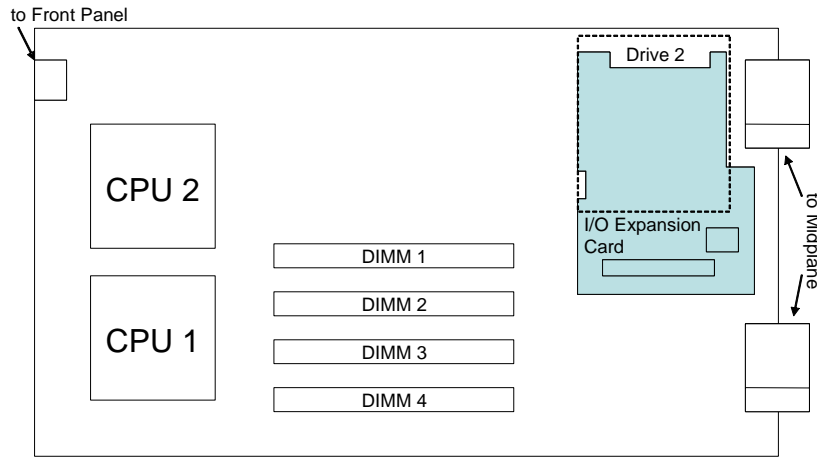 to Front Panel
Drive 2
CPU 2
to Midplane
I/O Expansion
Card
DIMM 1
DIMM 2
CPU 1
DIMM 3
DIMM 4